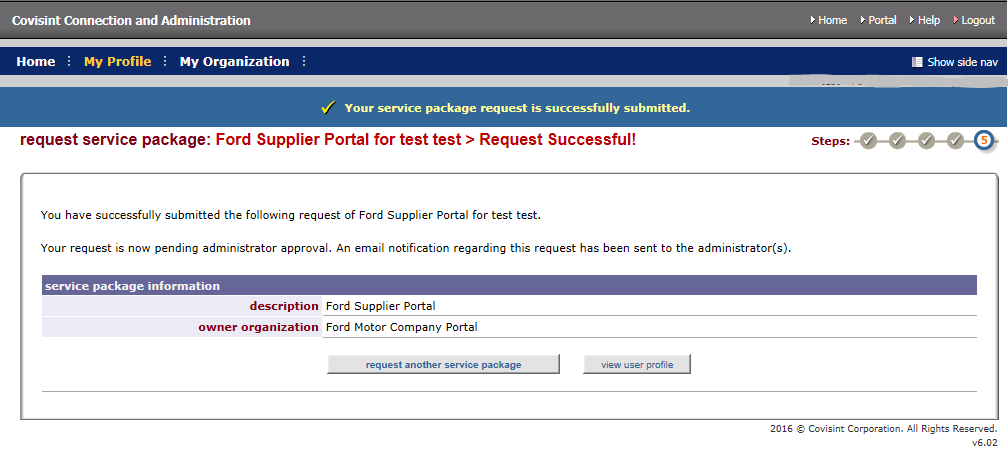 Covisint Connection and Administration
Home Portal Help Logout
Home My Profile My Organization
Show side nav
Your service package request is successfully submitted.
request service package: Ford Supplier Portal for test test > Request Successful!
Steps: 5
You have successfully submitted the following request of Ford Supplier Portal for test test.
Your request is now pending administrator approval. An email notification regarding this request has been sent to the administrator(s).
service package information
description Ford Supplier Portal
owner organization Ford Motor Company Portal
request another service package view user profile
2016 © Covisint Corporation. All Rights Reserved.
v6.02